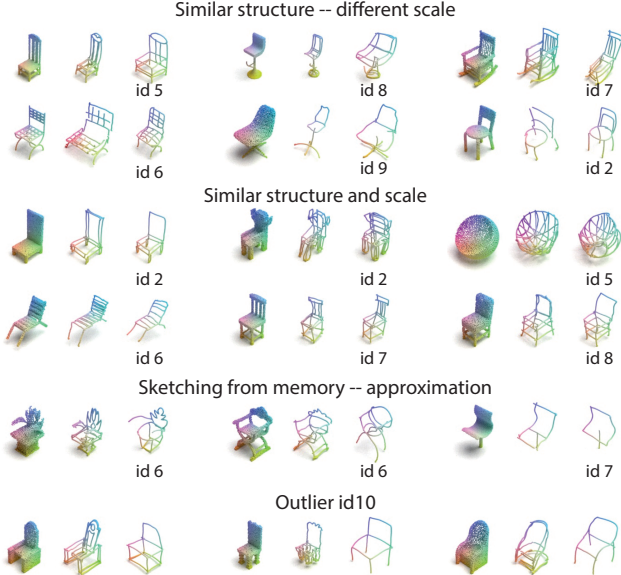 Similar structure -- different scale
id 5
id 8
id 7
id 6
id 9
id 2
Similar structure and scale
id 2
id 2
id 5
id 6
id 7
id 8
Sketching from memory -- approximation
id 6
id 6
id 7
Outlier id10